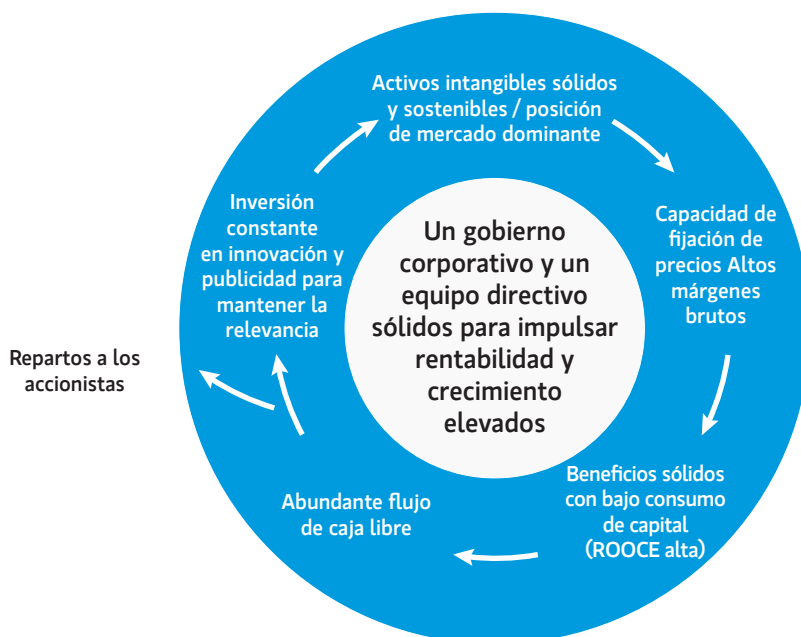 Activos intangibles sólidos
y sostenibles / posición
de mercado dominante
Capacidad de
fijación de
precios Altos
márgenes
brutos
Beneficios sólidos
con bajo consumo
de capital
(ROOCE alta)
Abundante flujo
de caja libre
Repartos a los
accionistas
Inversión
constante
en innovación y
publicidad para
mantener la
relevancia
Un gobierno
corporativo y un
equipo directivo
sólidos para impulsar
rentabilidad y
crecimiento
elevados